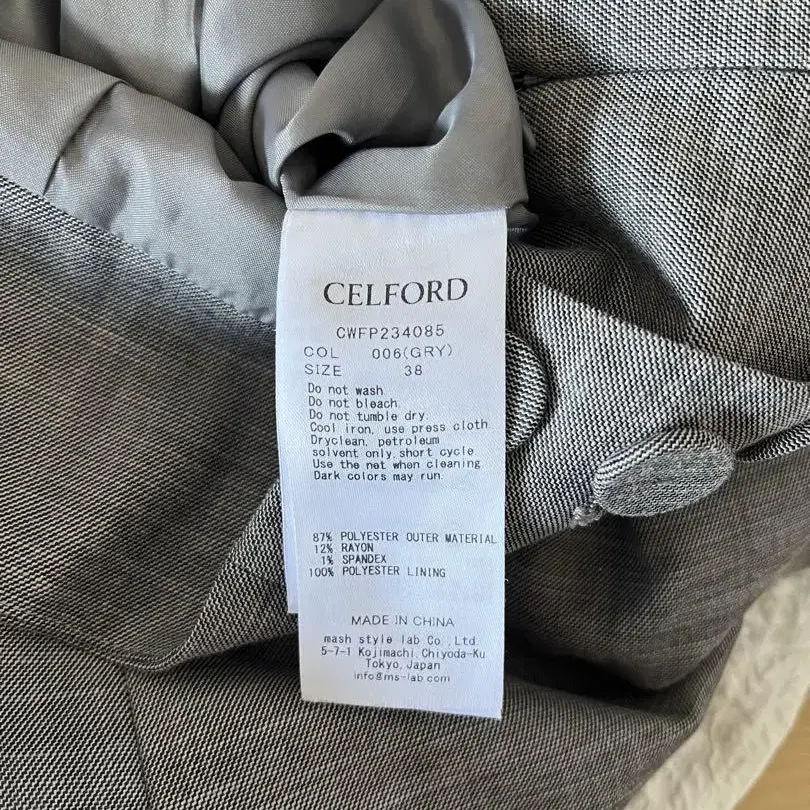 CELFORD
CWFP234085
COL 006(GRY)
SIZE 38
Do not wash.
Do not bleach.
Do not tumble dry.
Cool iron, use press cloth
Dryclean, petroleum
solvent only, short cycle.
Use the net when cleaning.
Dark colors may run.
87% POLYESTER OUTER MATERIAL
12% RAYON
1% SPANDEX
100% POLYESTER LINING
MADE IN CHINA
mash style lab Co.,Ltd.
5-7-1 Kojimachi, Chiyoda-Ku
Tokyo, Japan
info@ms-lab.com